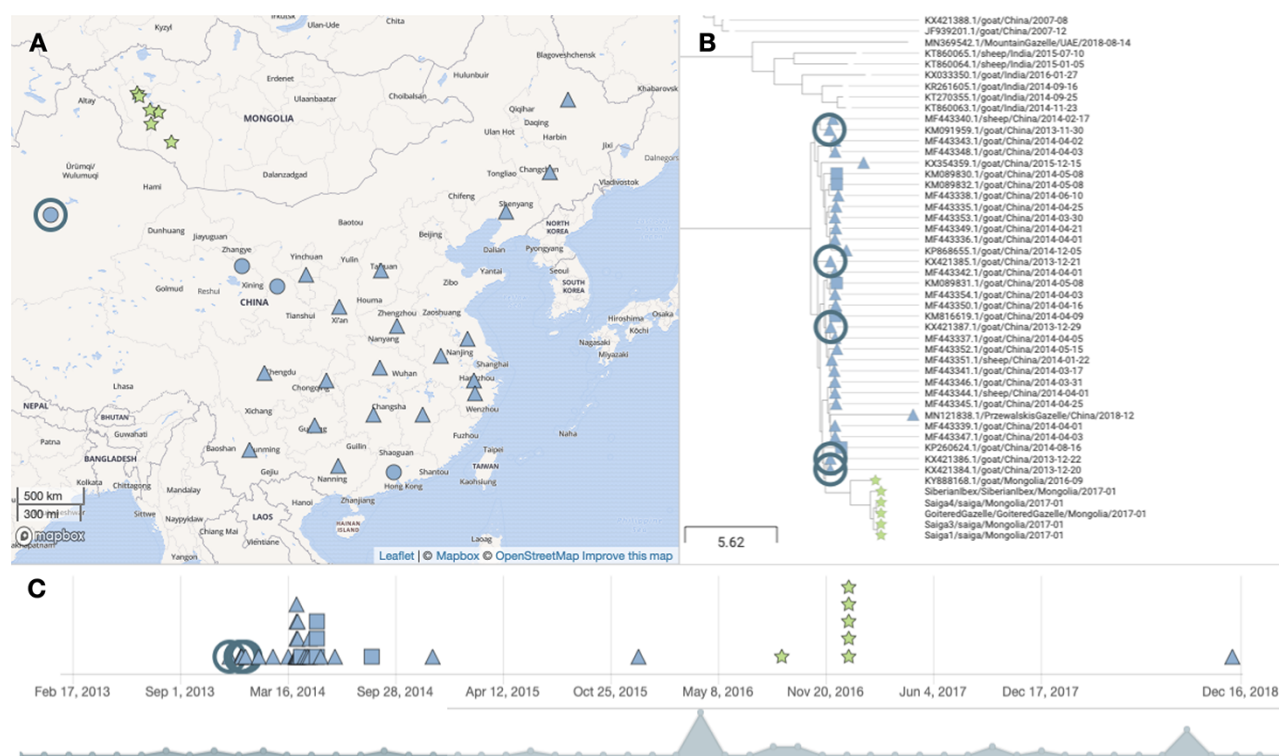 A
Kyzyl
Irkutsk
Ulan-Ude
Chita
Blagoveshchensk
Hulunbuir
Khabarovsk
Altay
Erdenet
Ulaanbaatar
Choibalsan
Qiqihar
Daqing
MONGOLIA
Ulan Hot
Harbin
Jixi
Ürümqi/
Wulumuqi
Hami
Dalanzadgad
Tongliao
Changchun
Dalnegors
Vladivostok
Chifeng
Shenyang
Dunhuang
Jiayuguan
Baotou
Beijing
NORTH
KOREA
Zhangye
Yinchuan
Yulin
Taiyuan
Dalian
Pyongyang
Golmud
Reshui
Xining
Zibo
Yantai
Seoul
SOUTH
KOREA
CHINA
Tianshui
Xi'an
Houma
Zhengzhou
Zaoshuang
Nanyang
Hiroshima
Osaka
Kōchi
Nagasaki
Miyazaki
Nanjing
Shanghai
Lhasa
Chengdu
Chongqing
Wuhan
Hangzhou
NEPAL
BHUTAN
Xichang
Changsha
Wenzhou
Patna
Guwahati
Fuzhou
Naha
BANGLADESH
Baoshan
Kunming
Guilin
Shaoguan
Taipei
TAIWAN
Kolkata
Chittagong
Gejiu
Nanning
Shantou
Hong Kong
Kaohsiung
500 km
300 mi
Mandalay
Hanoi
Zhanjiang
Sittwe
Naypyidaw
LAOS
HAINAN
ISLAND
mapbox
Chiang Mai
Vientiane
Laoag
Yangon
Leaflet | © Mapbox © OpenStreetMap Improve this map
B
KX421388.1/goat/China/2007-08
JF939201.1/goat/China/2007-12
MN369542.1/MountainGazelle/UAE/2018-08-14
KT860065.1/sheep/India/2015-07-10
KT860064.1/sheep/India/2015-01-05
KX033350.1/goat/India/2016-01-27
KR261605.1/goat/India/2014-09-16
KT270355.1/goat/India/2014-09-25
KT860063.1/goat/India/2014-11-23
MF443340.1/sheep/China/2014-02-17
KM091959.1/goat/China/2013-11-30
MF443343.1/goat/China/2014-04-02
MF443348.1/goat/China/2014-04-03
KX354359.1/goat/China/2015-12-15
KM089830.1/goat/China/2014-05-08
KM089832.1/goat/China/2014-05-08
MF443338.1/goat/China/2014-06-10
MF443335.1/goat/China/2014-04-25
MF443353.1/goat/China/2014-03-30
MF443349.1/goat/China/2014-04-21
MF443336.1/goat/China/2014-04-01
KP868655.1/goat/China/2014-12-05
KX421385.1/goat/China/2013-12-21
MF443342.1/goat/China/2014-04-01
KM089831.1/goat/China/2014-05-08
MF443354.1/goat/China/2014-04-03
MF443350.1/goat/China/2014-04-16
KM816619.1/goat/China/2014-04-09
KX421387.1/goat/China/2013-12-29
MF443337.1/goat/China/2014-04-05
MF443352.1/goat/China/2014-05-15
MF443351.1/sheep/China/2014-01-22
MF443341.1/goat/China/2014-03-17
MF443346.1/goat/China/2014-03-31
MF443344.1/sheep/China/2014-04-01
MF443345.1/goat/China/2014-04-25
MN121838.1/PrzewalskisGazelle/China/2018-12
MF443339.1/goat/China/2014-04-01
MF443347.1/goat/China/2014-04-03
KP260624.1/goat/China/2014-08-16
KX421386.1/goat/China/2013-12-22
KX421384.1/goat/China/2013-12-20
KY888168.1/goat/Mongolia/2016-09
SiberianIbex/SiberianIbex/Mongolia/2017-01
Saiga4/saiga/Mongolia/2017-01
GoiteredGazelle/GoiteredGazelle/Mongolia/2017-01
Saiga3/saiga/Mongolia/2017-01
Saiga1/saiga/Mongolia/2017-01
5.62
C
Feb 17, 2013
Sep 1, 2013
Mar 16, 2014
Sep 28, 2014
Apr 12, 2015
Oct 25, 2015
May 8, 2016
Nov 20, 2016
Jun 4, 2017
Dec 17, 2017
Dec 16, 2018